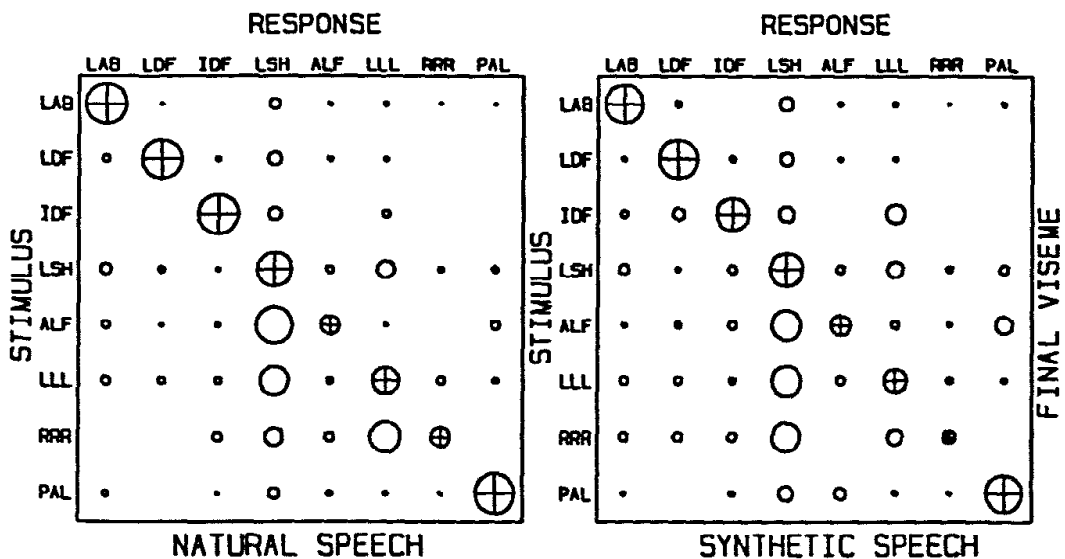 RESPONSE
LAB LDF IDF LSH ALF LLL RRR PAL
STIMULUS
LAB
LDF
IDF
LSH
ALF
LLL
RRR
PAL
NATURAL SPEECH
RESPONSE
LAB LDF IDF LSH ALF LLL RRR PAL
STIMULUS
LAB
LDF
IDF
LSH
ALF
LLL
RRR
PAL
SYNTHETIC SPEECH
FINAL VISEME